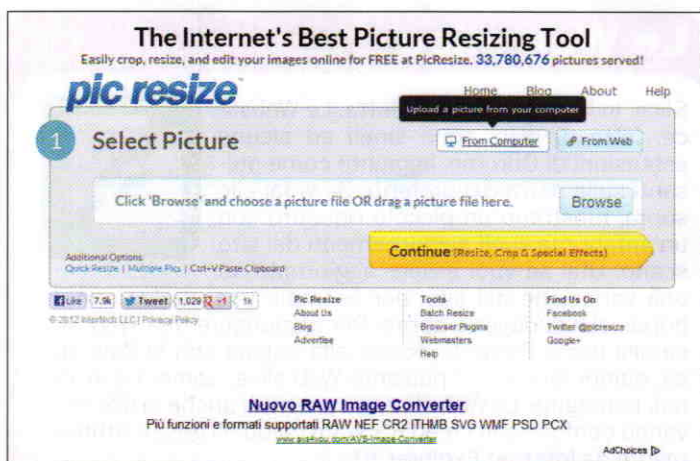 The Internet's Best Picture Resizing Tool
Easily crop, resize, and edit your images online for FREE at PicResize. 33,780,676 pictures served!
pic resize
Home Blog About Help
Upload a picture from your computer
1 Select Picture
From Computer
From Web
Click 'Browse' and choose a picture file OR drag a picture file here.
Browse
Additional Options
Quick Resize | Multiple Pics | Ctrl+V Paste Clipboard
Continue (Resize, Crop & Special Effects)
Like 7.9k Tweet 1,029 +1 1k
© 2012 InterTech LLC | Privacy Policy
Pic Resize
About Us
Blog
Advertise
Tools
Batch Resize
Browser Plugins
Webmasters
Help
Find Us On
Facebook
Twitter @picresize
Google+
Nuovo RAW Image Converter
Più funzioni e formati supportati RAW NEF CR2 ITHMB SVG WMF PSD PCX
AdChoices